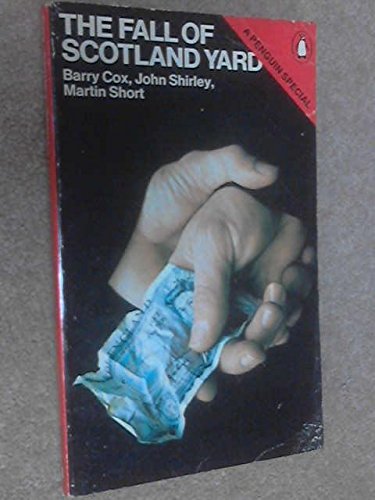 THE FALL OF
SCOTLAND YARD
Barry Cox, John Shirley,
Martin Short
A PENGUIN SPECIAL